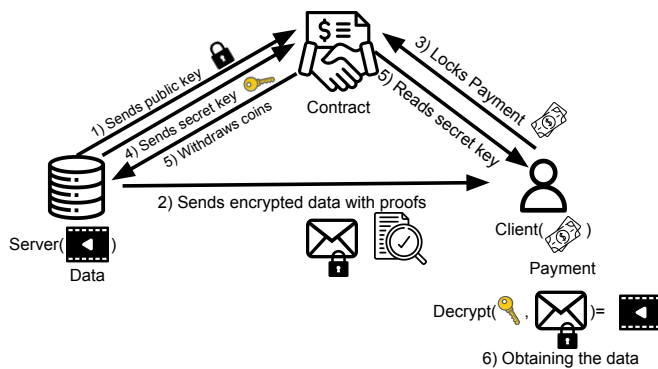 $
Contract
1) Sends public key
4) Sends secret key
5) Withdraws coins
3) Locks Payment
5) Reads secret key
2) Sends encrypted data with proofs
Server( )
Data
Client( )
Payment
Decrypt( , )=
6) Obtaining the data